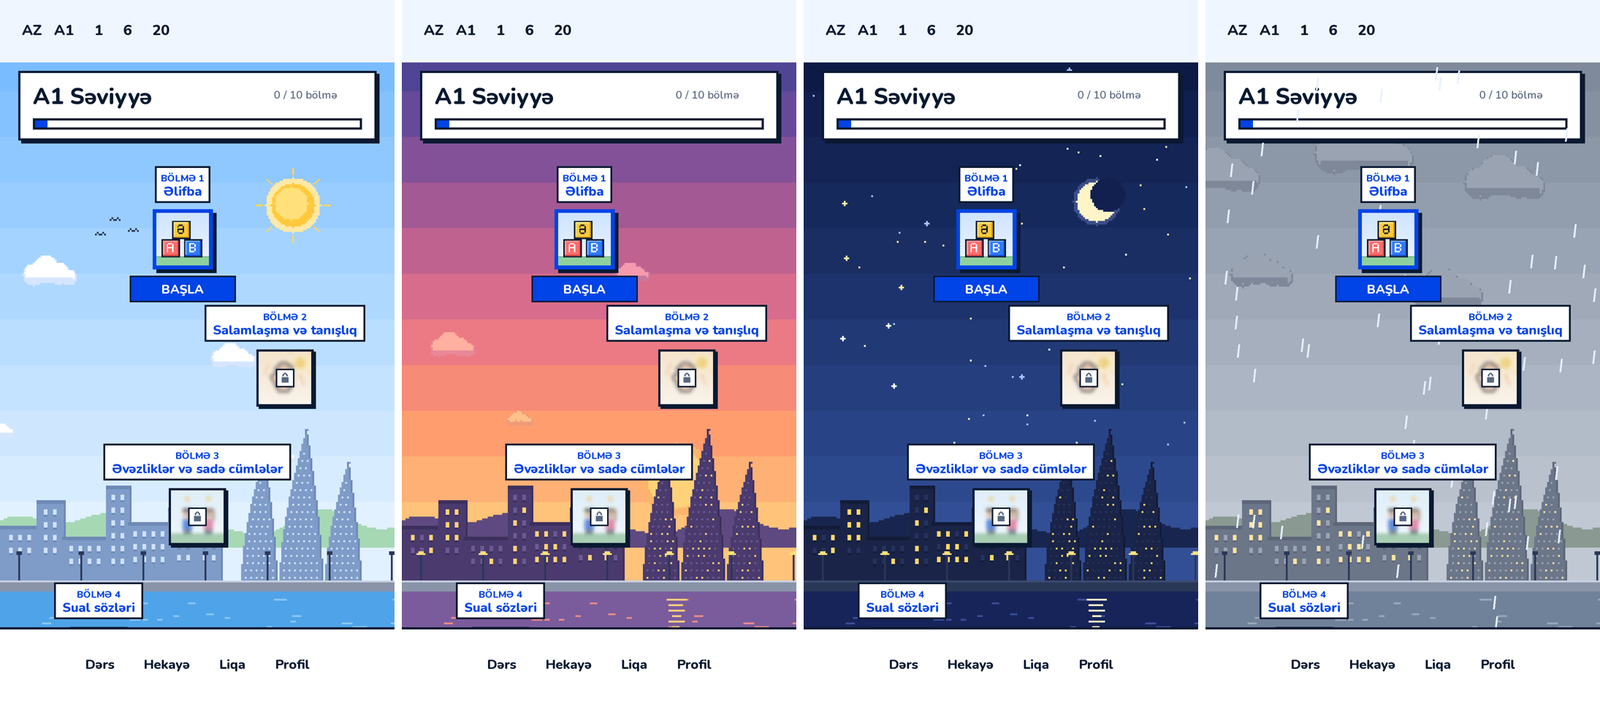 AZ A1 1 6 20
A1 Səviyyə
0 / 10 bölmə
BÖLMƏ 1
Əlifba
Ə
A B
BAŞLA
BÖLMƏ 2
Salamlaşma və tanışlıq
BÖLMƏ 3
Əvəzliklər və sadə cümlələr
BÖLMƏ 4
Sual sözləri
Dərs Hekayə Liqa Profil
AZ A1 1 6 20
A1 Səviyyə
0 / 10 bölmə
BÖLMƏ 1
Əlifba
Ə
A B
BAŞLA
BÖLMƏ 2
Salamlaşma və tanışlıq
BÖLMƏ 3
Əvəzliklər və sadə cümlələr
BÖLMƏ 4
Sual sözləri
Dərs Hekayə Liqa Profil
AZ A1 1 6 20
A1 Səviyyə
0 / 10 bölmə
BÖLMƏ 1
Əlifba
Ə
A B
BAŞLA
BÖLMƏ 2
Salamlaşma və tanışlıq
BÖLMƏ 3
Əvəzliklər və sadə cümlələr
BÖLMƏ 4
Sual sözləri
Dərs Hekayə Liqa Profil
AZ A1 1 6 20
A1 Səviyyə
0 / 10 bölmə
BÖLMƏ 1
Əlifba
Ə
A B
BAŞLA
BÖLMƏ 2
Salamlaşma və tanışlıq
BÖLMƏ 3
Əvəzliklər və sadə cümlələr
BÖLMƏ 4
Sual sözləri
Dərs Hekayə Liqa Profil